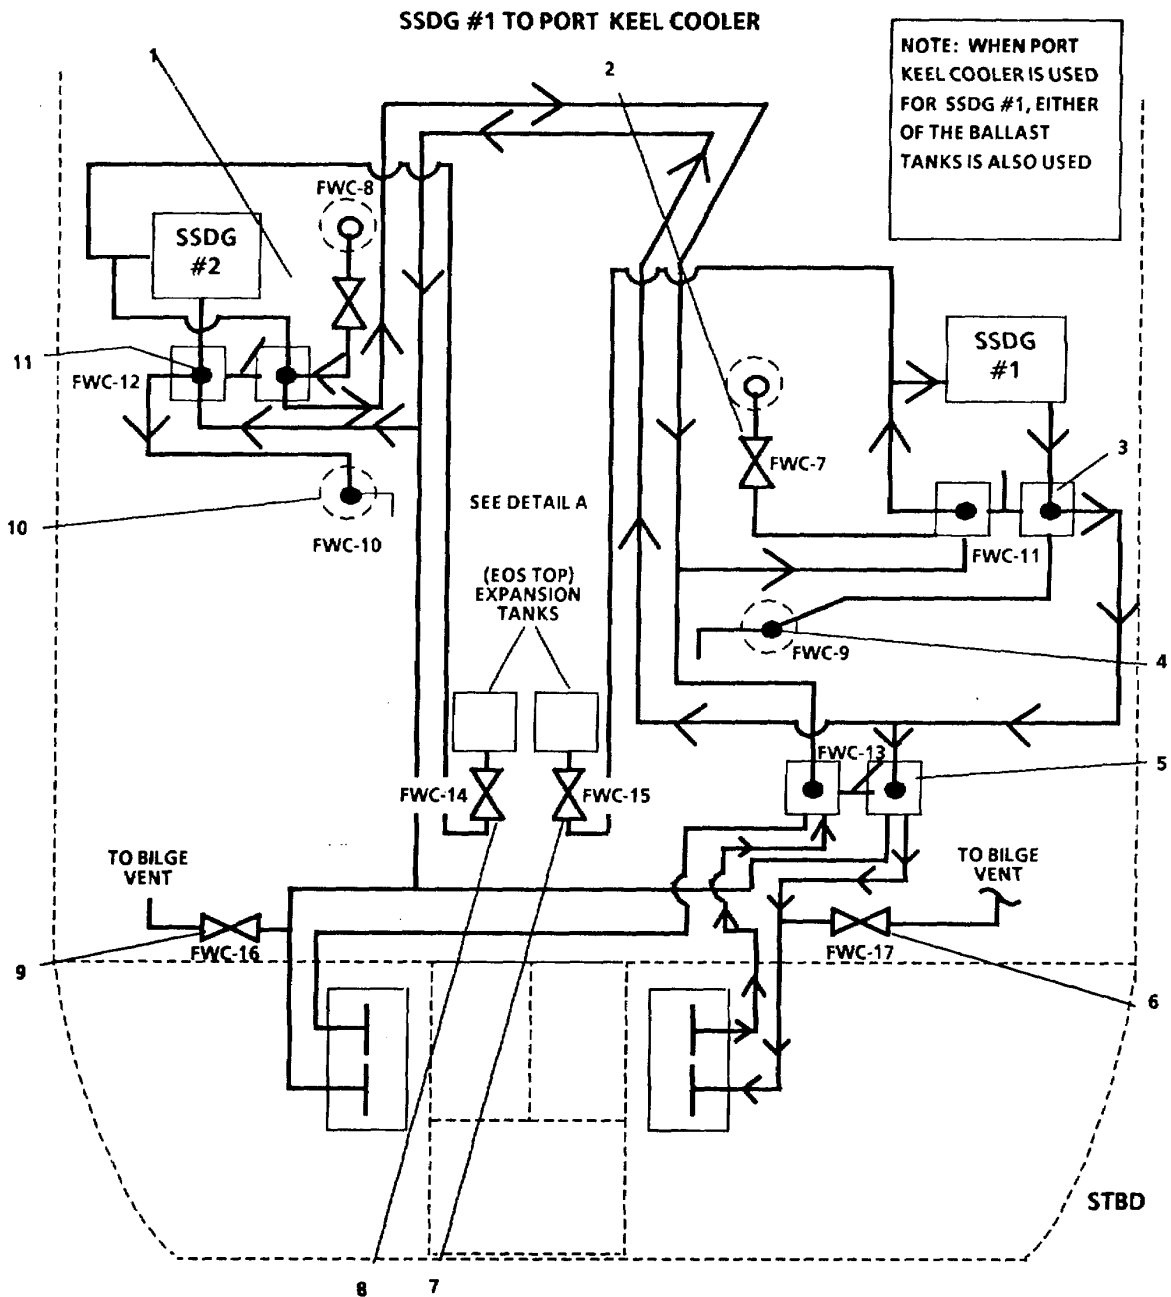 SSDG #1 TO PORT KEEL COOLER
NOTE: WHEN PORT
KEEL COOLER IS USED
FOR SSDG #1, EITHER
OF THE BALLAST
TANKS IS ALSO USED
1
2
FWC-8
SSDG
#2
SSDG
#1
11
FWC-12
FWC-7
3
SEE DETAIL A
10
FWC-10
FWC-11
(EOS TOP)
EXPANSION
TANKS
FWC-9
4
FWC-13
5
FWC-14
FWC-15
TO BILGE
VENT
TO BILGE
VENT
9
FWC-16
FWC-17
6
STBD
8
7